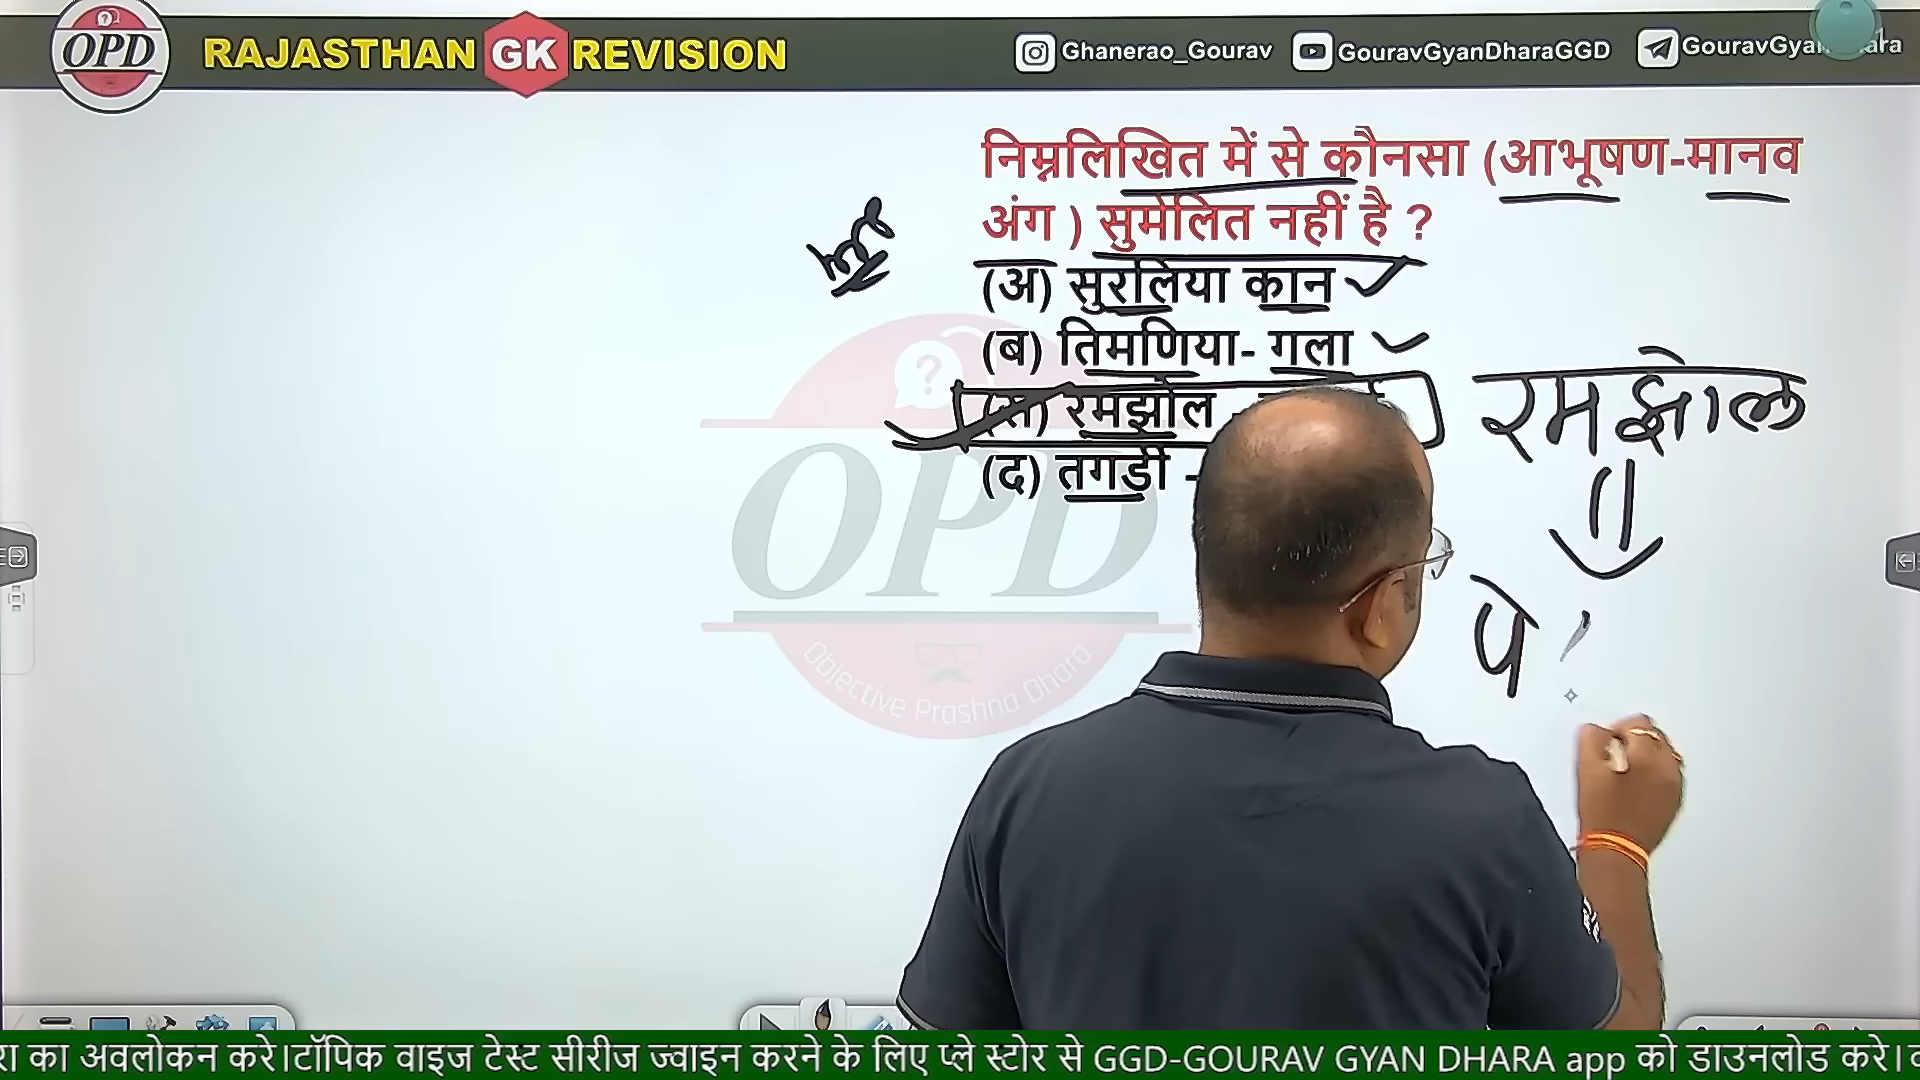 OPD RAJASTHAN GK REVISION Ghanerao_Gourav GouravGyanDharaGGD
निम्नलिखित में से कौनसा (आभूषण-मानव
अंग ) सुमेलित नहीं है ?
(अ) सुरलिया कान
(ब) तिमणिया- गला
(स) रमझोल -
(द) तगड़ी -
रमझोल
पे
OPD
Objective Prashna Dhara
का अवलोकन करे।टॉपिक वाइज टेस्ट सीरीज ज्वाइन करने के लिए प्ले स्टोर से GGD-GOURAV GYAN DHARA app को डाउनलोड करे।